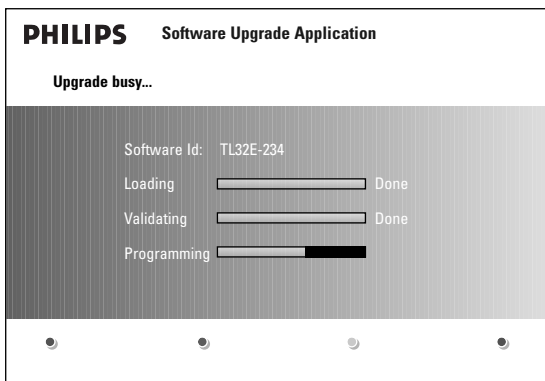 PHILIPS Software Upgrade Application
Upgrade busy...
Software Id: TL32E-234
Loading Done
Validating Done
Programming